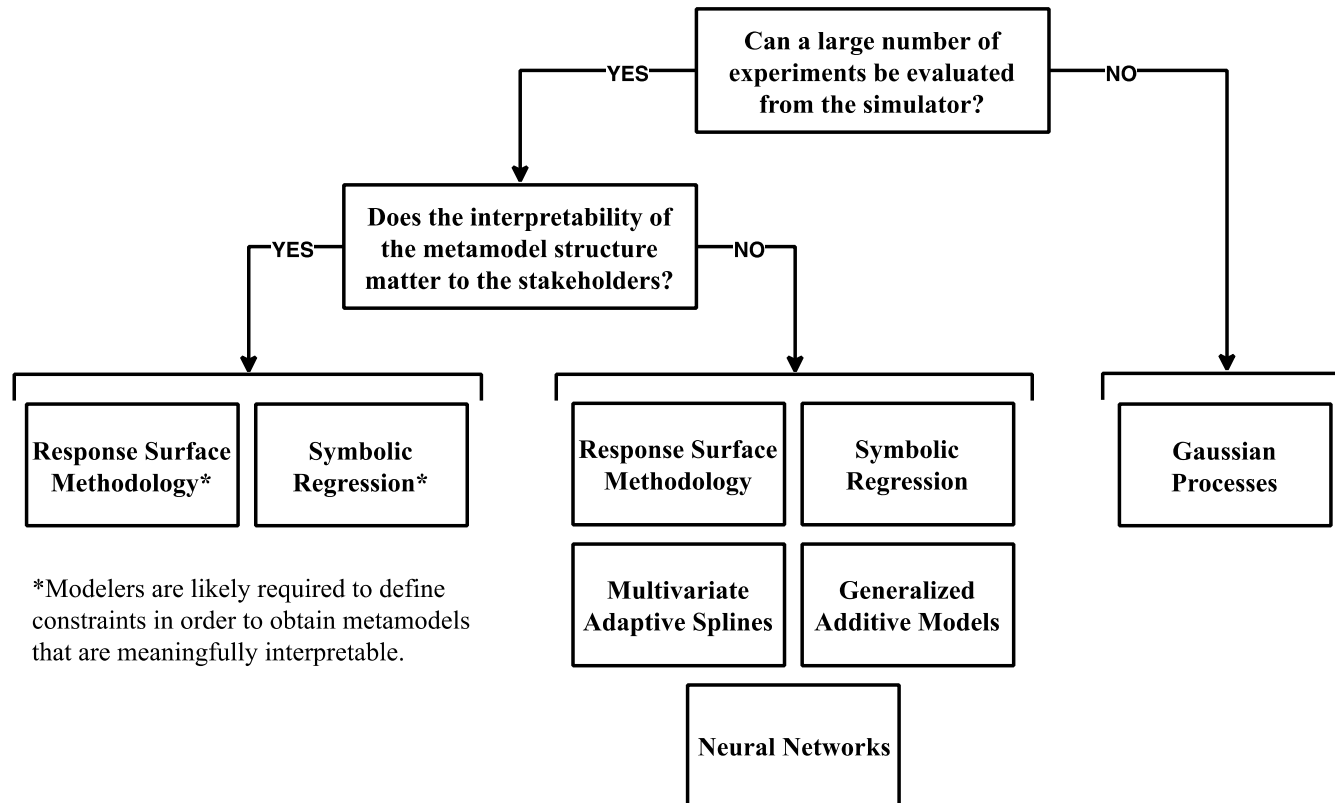 Can a large number of
experiments be evaluated
from the simulator?
YES
NO
Does the interpretability of
the metamodel structure
matter to the stakeholders?
YES
NO
Response Surface
Methodology*
Symbolic
Regression*
Response Surface
Methodology
Symbolic
Regression
Gaussian
Processes
*Modelers are likely required to define
constraints in order to obtain metamodels
that are meaningfully interpretable.
Multivariate
Adaptive Splines
Generalized
Additive Models
Neural Networks